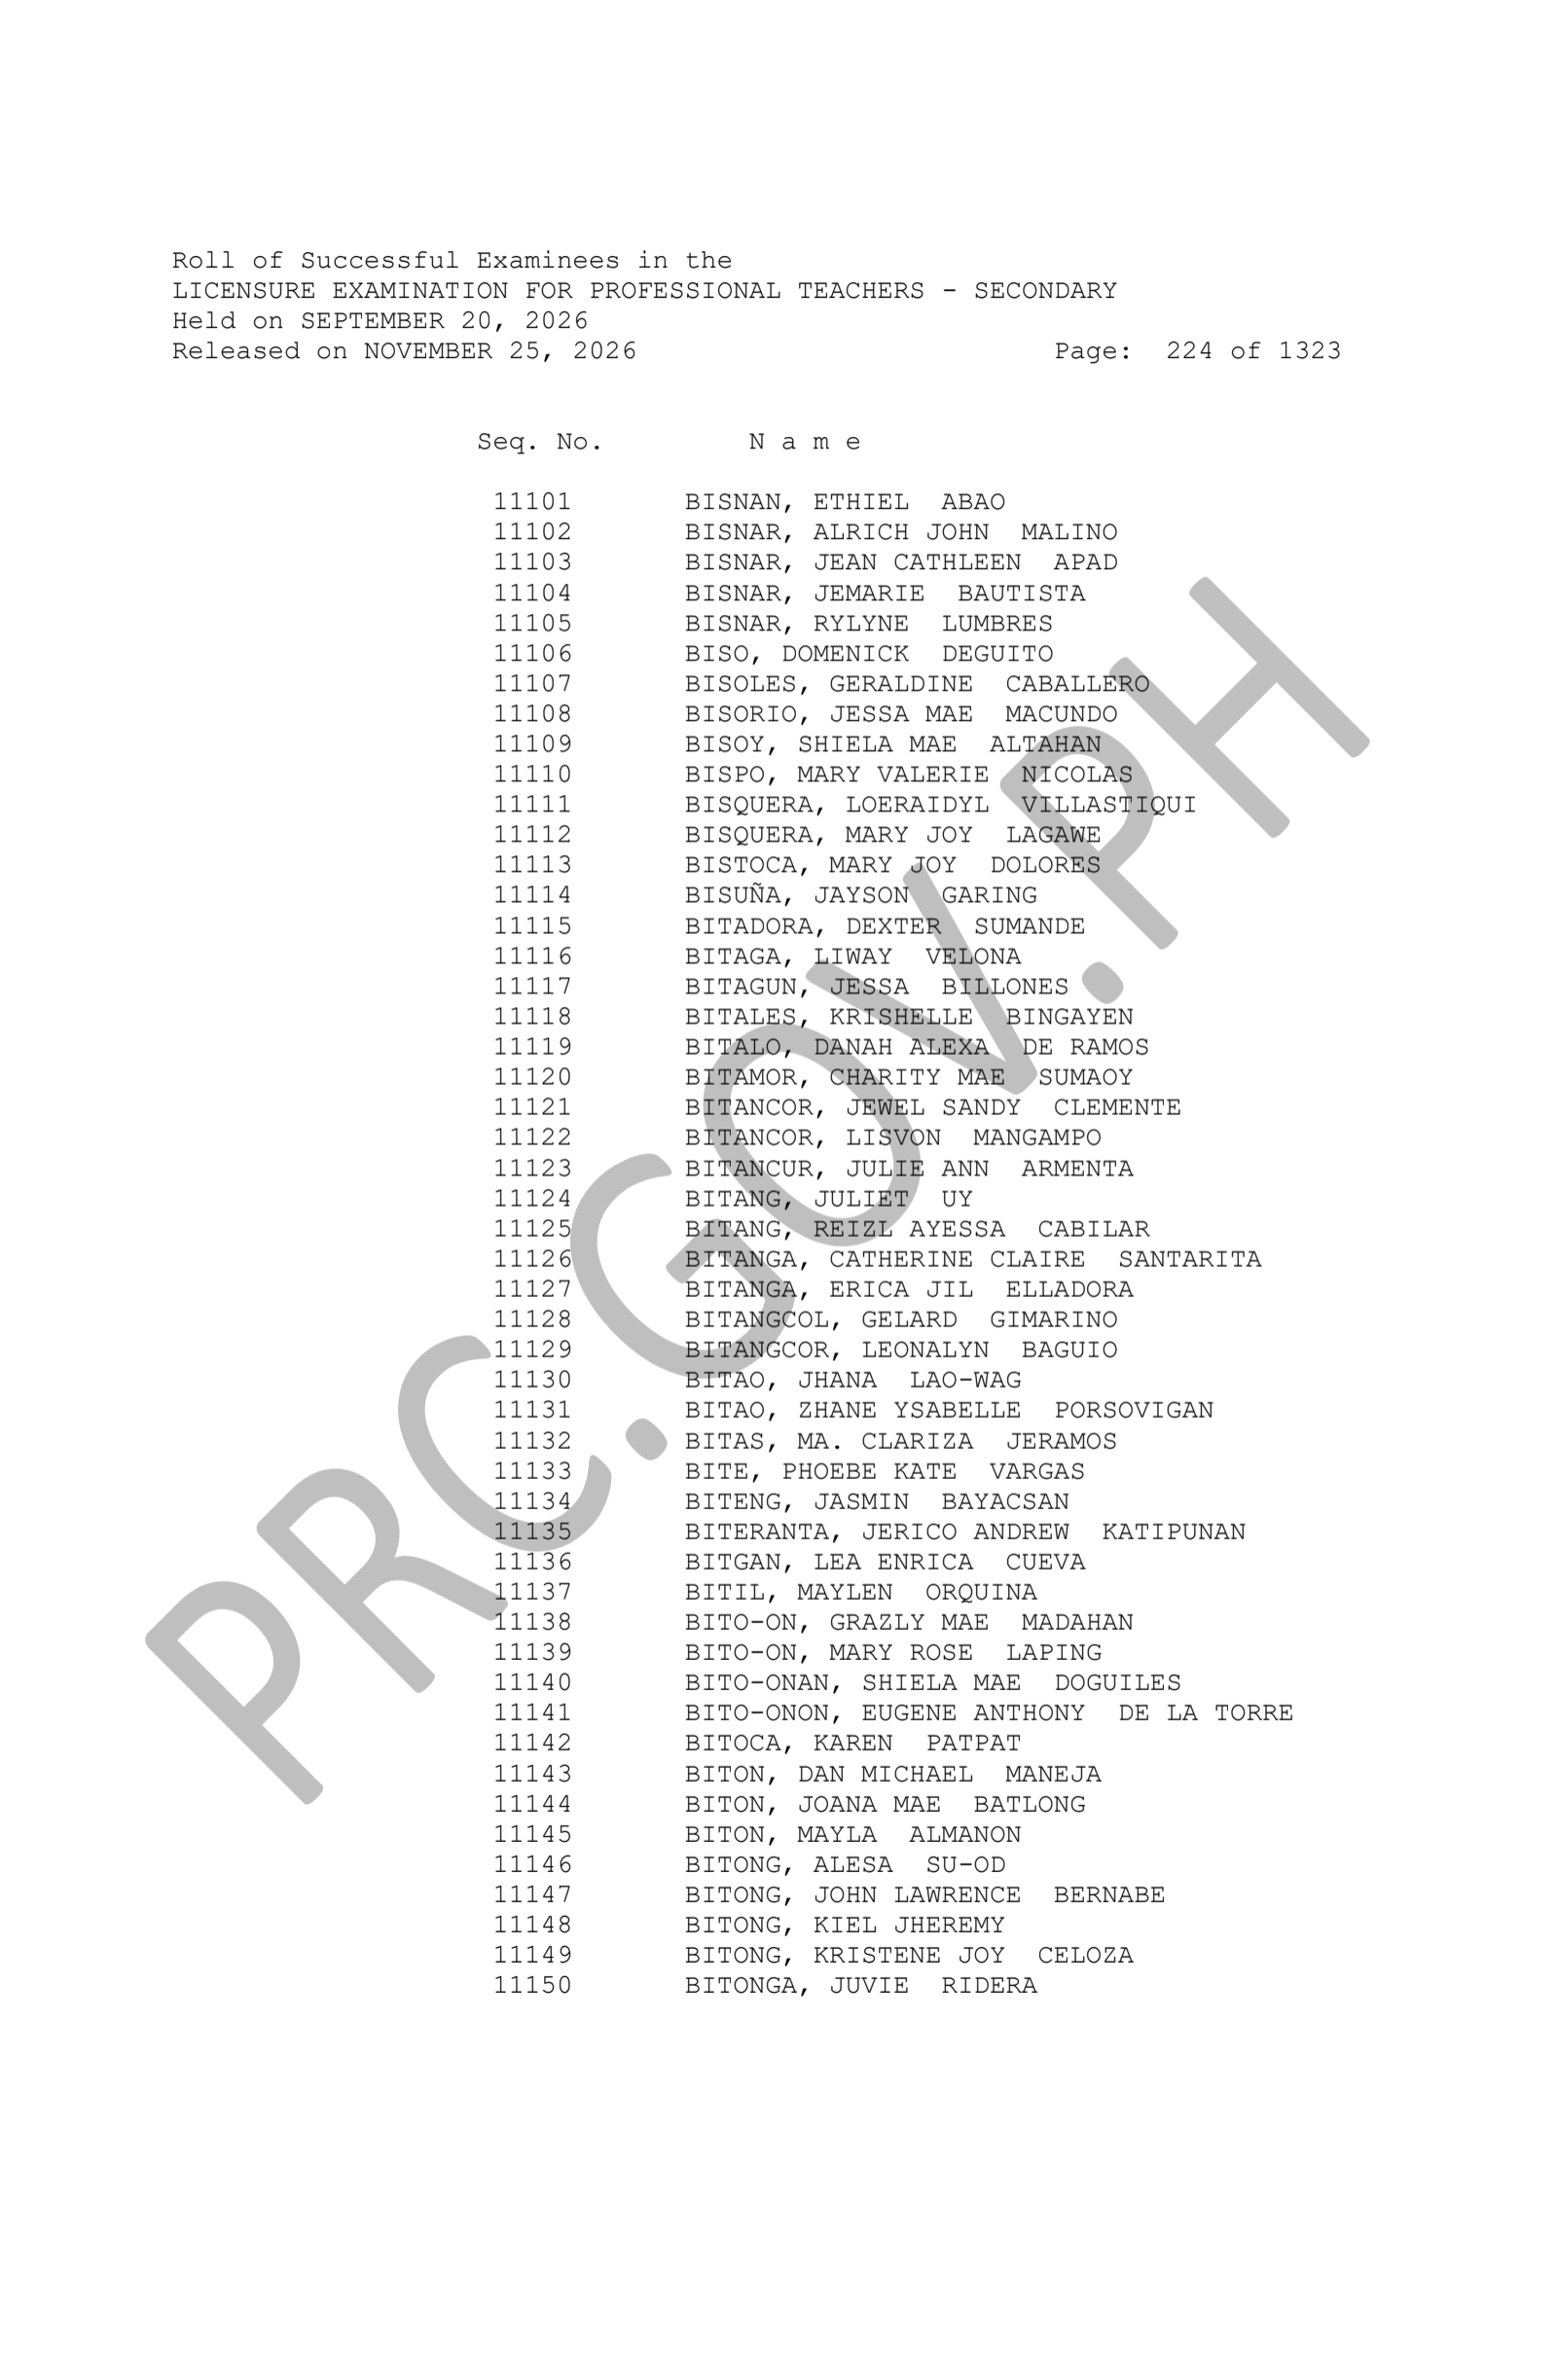 Roll of Successful Examinees in the
LICENSURE EXAMINATION FOR PROFESSIONAL TEACHERS - SECONDARY
Held on SEPTEMBER 20, 2026
Released on NOVEMBER 25, 2026 Page: 224 of 1323
Seq. No. N a m e
11101 BISNAN, ETHIEL ABAO
11102 BISNAR, ALRICH JOHN MALINO
11103 BISNAR, JEAN CATHLEEN APAD
11104 BISNAR, JEMARIE BAUTISTA
11105 BISNAR, RYLYNE LUMBRES
11106 BISO, DOMENICK DEGUITO
11107 BISOLES, GERALDINE CABALLERO
11108 BISORIO, JESSA MAE MACUNDO
11109 BISOY, SHIELA MAE ALTAHAN
11110 BISPO, MARY VALERIE NICOLAS
11111 BISQUERA, LOERAIDYL VILLASTIQUI
11112 BISQUERA, MARY JOY LAGAWE
11113 BISTOCA, MARY JOY DOLORES
11114 BISUÑA, JAYSON GARING
11115 BITADORA, DEXTER SUMANDE
11116 BITAGA, LIWAY VELONA
11117 BITAGUN, JESSA BILLONES
11118 BITALES, KRISHELLE BINGAYEN
11119 BITALO, DANAH ALEXA DE RAMOS
11120 BITAMOR, CHARITY MAE SUMAOY
11121 BITANCOR, JEWEL SANDY CLEMENTE
11122 BITANCOR, LISVON MANGAMPO
11123 BITANCUR, JULIE ANN ARMENTA
11124 BITANG, JULIET UY
11125 BITANG, REIZL AYESSA CABILAR
11126 BITANGA, CATHERINE CLAIRE SANTARITA
11127 BITANGA, ERICA JIL ELLADORA
11128 BITANGCOL, GELARD GIMARINO
11129 BITANGCOR, LEONALYN BAGUIO
11130 BITAO, JHANA LAO-WAG
11131 BITAO, ZHANE YSABELLE PORSOVIGAN
11132 BITAS, MA. CLARIZA JERAMOS
11133 BITE, PHOEBE KATE VARGAS
11134 BITENG, JASMIN BAYACSAN
11135 BITERANTA, JERICO ANDREW KATIPUNAN
11136 BITGAN, LEA ENRICA CUEVA
11137 BITIL, MAYLEN ORQUINA
11138 BITO-ON, GRAZLY MAE MADAHAN
11139 BITO-ON, MARY ROSE LAPING
11140 BITO-ONAN, SHIELA MAE DOGUILES
11141 BITO-ONON, EUGENE ANTHONY DE LA TORRE
11142 BITOCA, KAREN PATPAT
11143 BITON, DAN MICHAEL MANEJA
11144 BITON, JOANA MAE BATLONG
11145 BITON, MAYLA ALMANON
11146 BITONG, ALESA SU-OD
11147 BITONG, JOHN LAWRENCE BERNABE
11148 BITONG, KIEL JHEREMY
11149 BITONG, KRISTENE JOY CELOZA
11150 BITONGA, JUVIE RIDERA
PRC.GOV.PH